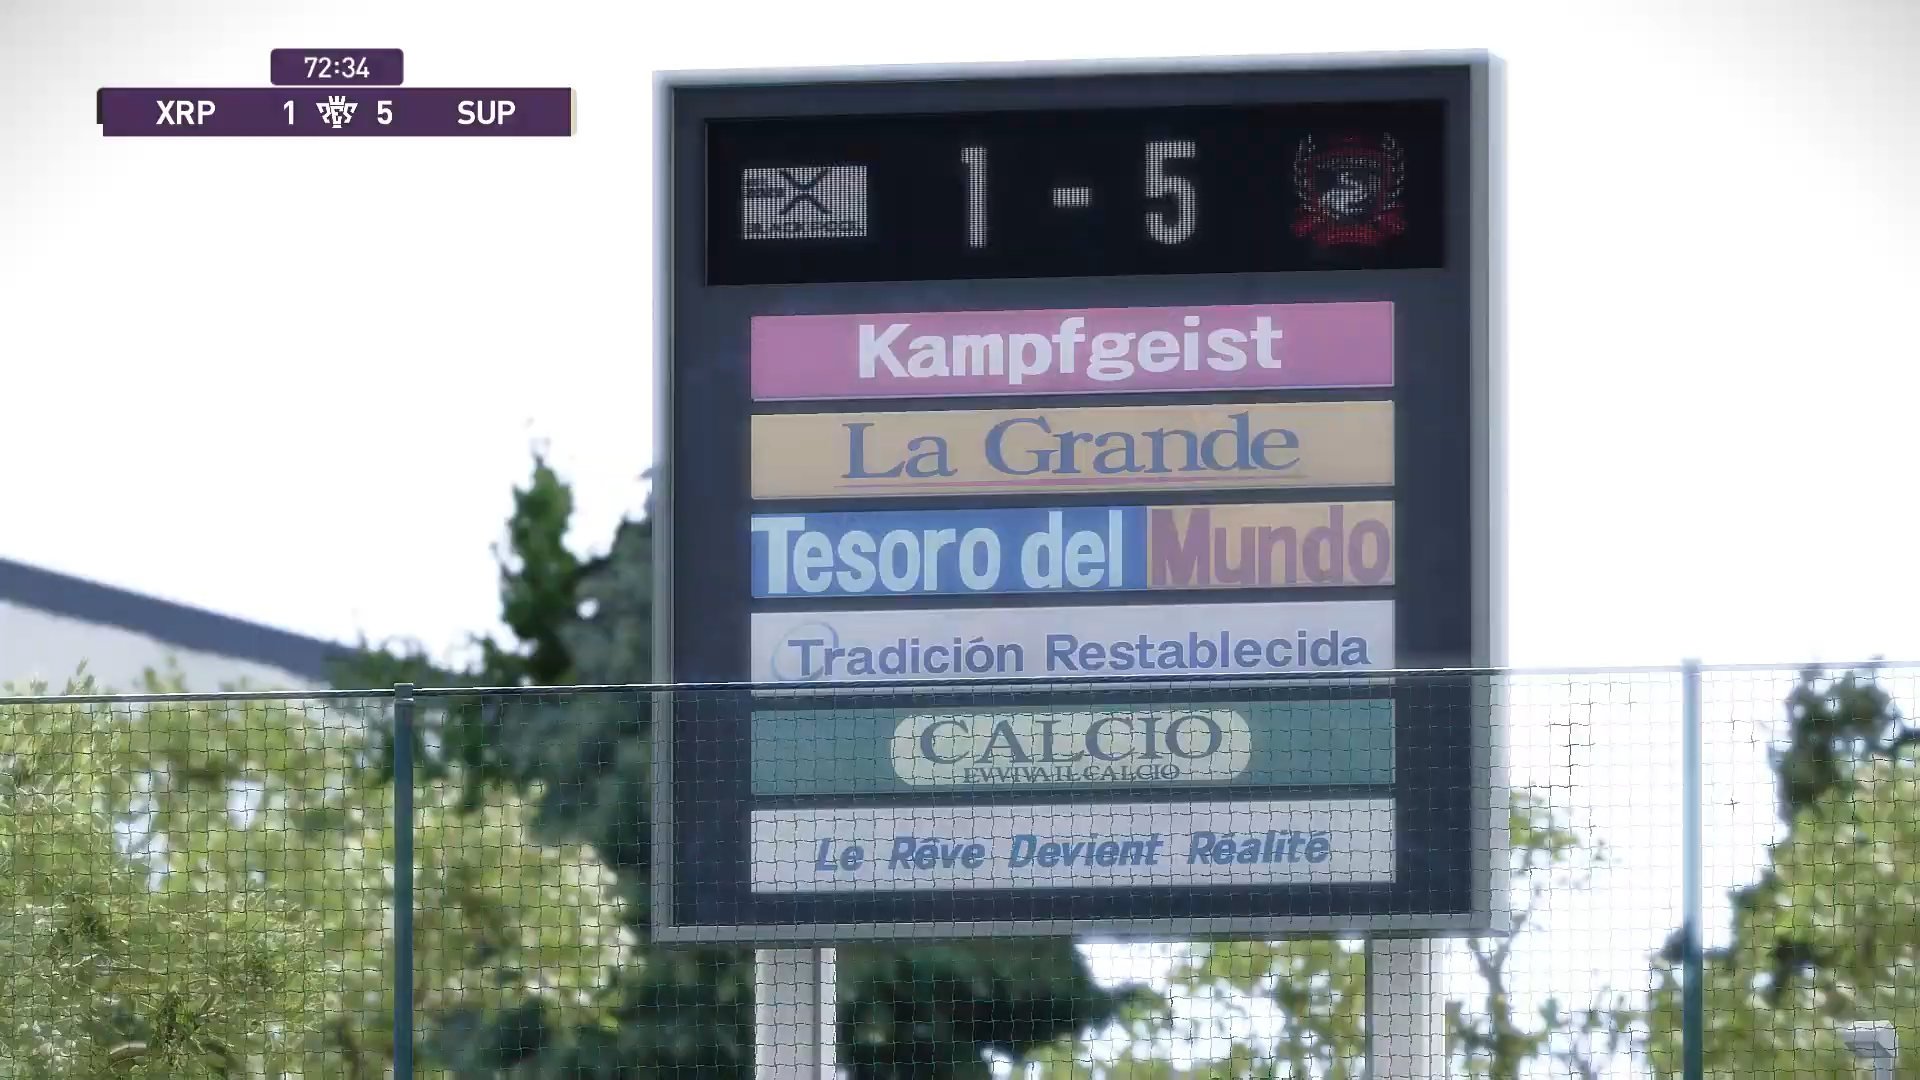 72:34
XRP 1 5 SUP
1 - 5
Kampfgeist
La Grande
Tesoro del Mundo
Tradición Restablecida
CALCIO
EVVIVA IL CALCIO
Le Rêve Devient Réalité